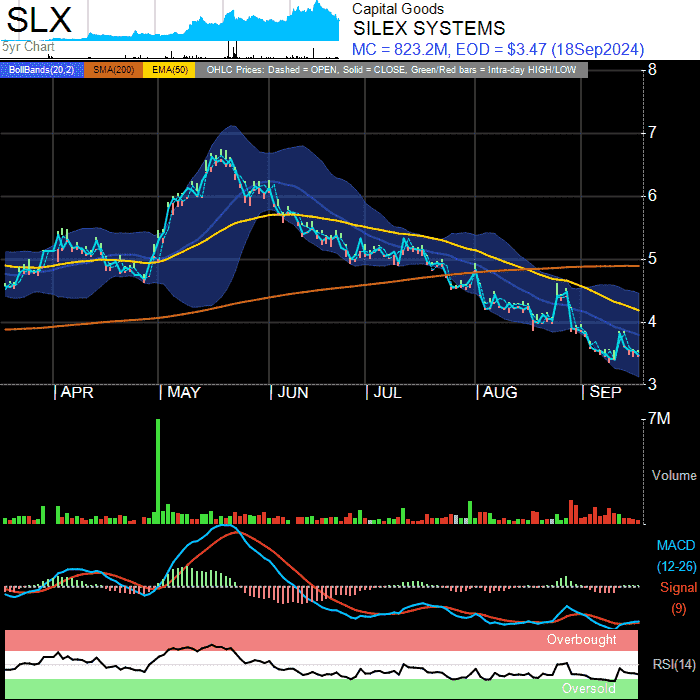 SLX
5yr Chart
Capital Goods
SILEX SYSTEMS
MC = 823.2M, EOD = $3.47 (18Sep2024)
BollBands(20,2) SMA(200) EMA(50) OHLC Prices: Dashed = OPEN, Solid = CLOSE, Green/Red bars = Intra-day HIGH/LOW
8
7
6
5
4
3
APR MAY JUN JUL AUG SEP
7M
Volume
MACD
(12-26)
Signal
(9)
Overbought
RSI(14)
Oversold